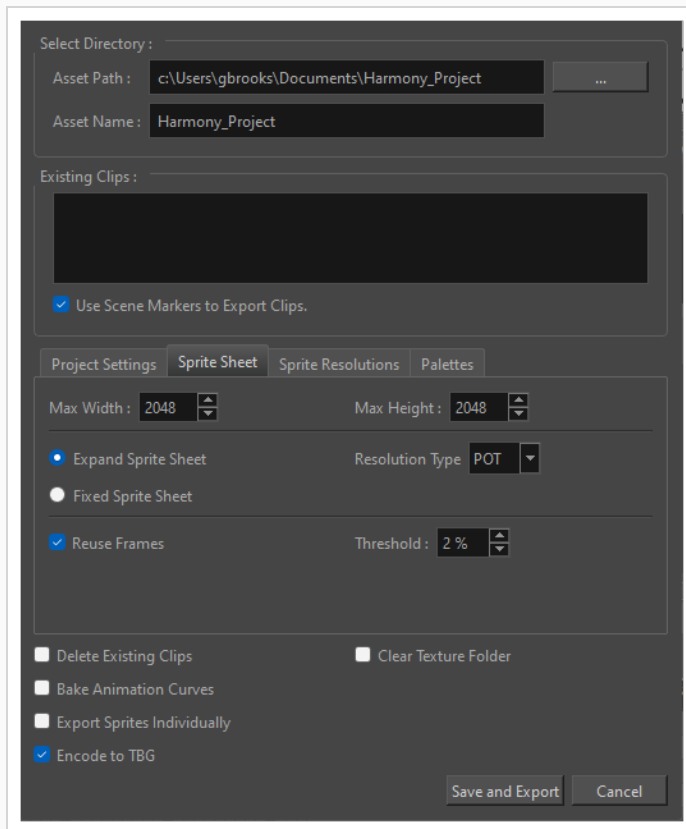 Select Directory :
Asset Path : c:\Users\gbrooks\Documents\Harmony_Project ...
Asset Name : Harmony_Project
Existing Clips :
Use Scene Markers to Export Clips.
Project Settings Sprite Sheet Sprite Resolutions Palettes
Max Width : 2048 Max Height : 2048
Expand Sprite Sheet Resolution Type POT
Fixed Sprite Sheet
Reuse Frames Threshold : 2 %
Delete Existing Clips Clear Texture Folder
Bake Animation Curves
Export Sprites Individually
Encode to TBG
Save and Export Cancel